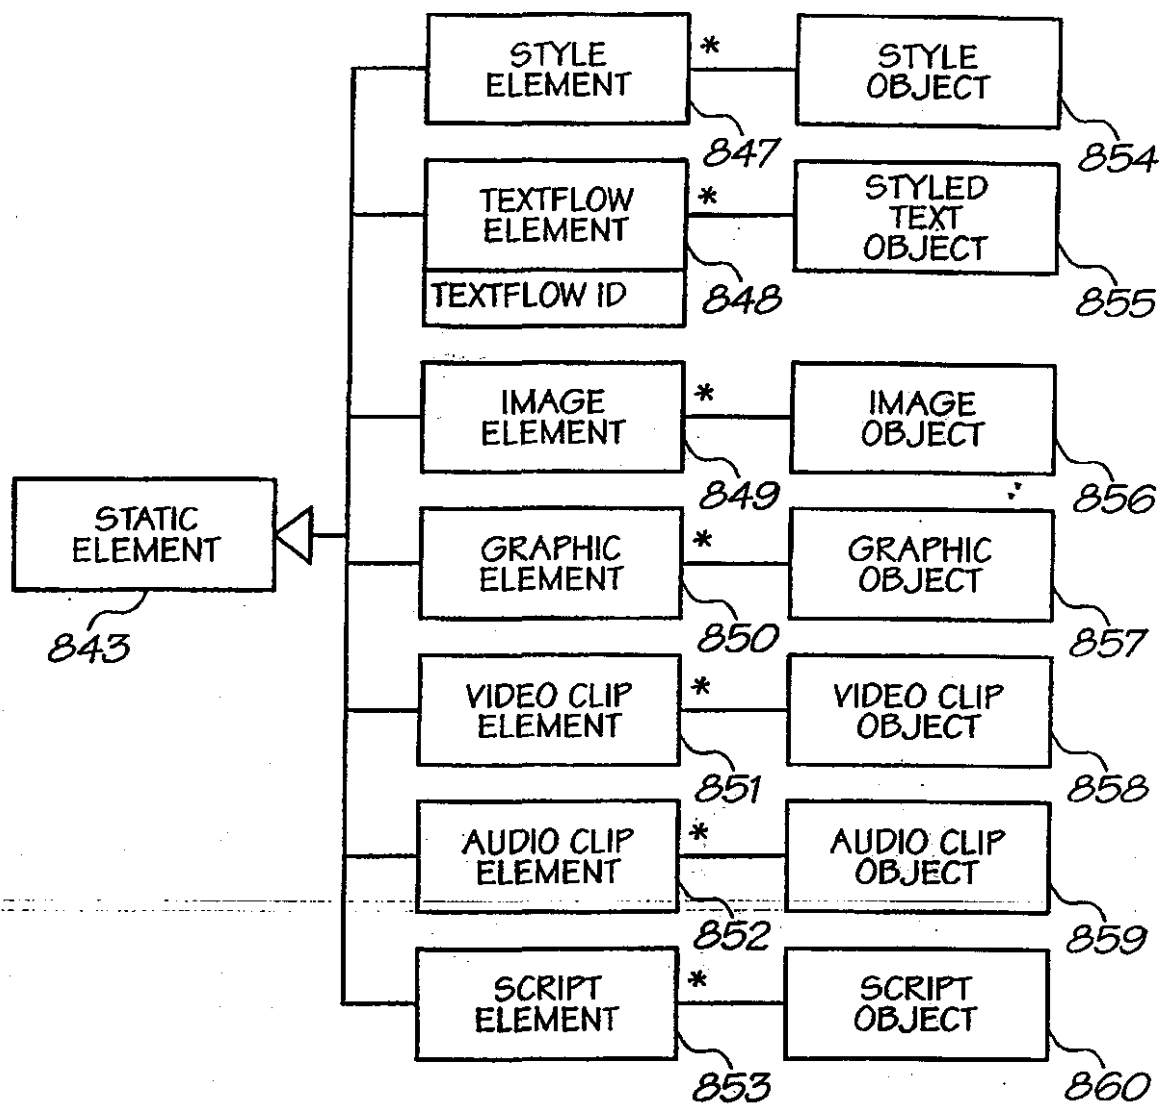 STYLE
ELEMENT
*
STYLE
OBJECT
847
854
TEXTFLOW
ELEMENT
*
STYLED
TEXT
OBJECT
TEXTFLOW ID
848
855
IMAGE
ELEMENT
*
IMAGE
OBJECT
849
856
STATIC
ELEMENT
843
GRAPHIC
ELEMENT
*
GRAPHIC
OBJECT
850
857
VIDEO CLIP
ELEMENT
*
VIDEO CLIP
OBJECT
851
858
AUDIO CLIP
ELEMENT
*
AUDIO CLIP
OBJECT
852
859
SCRIPT
ELEMENT
*
SCRIPT
OBJECT
853
860